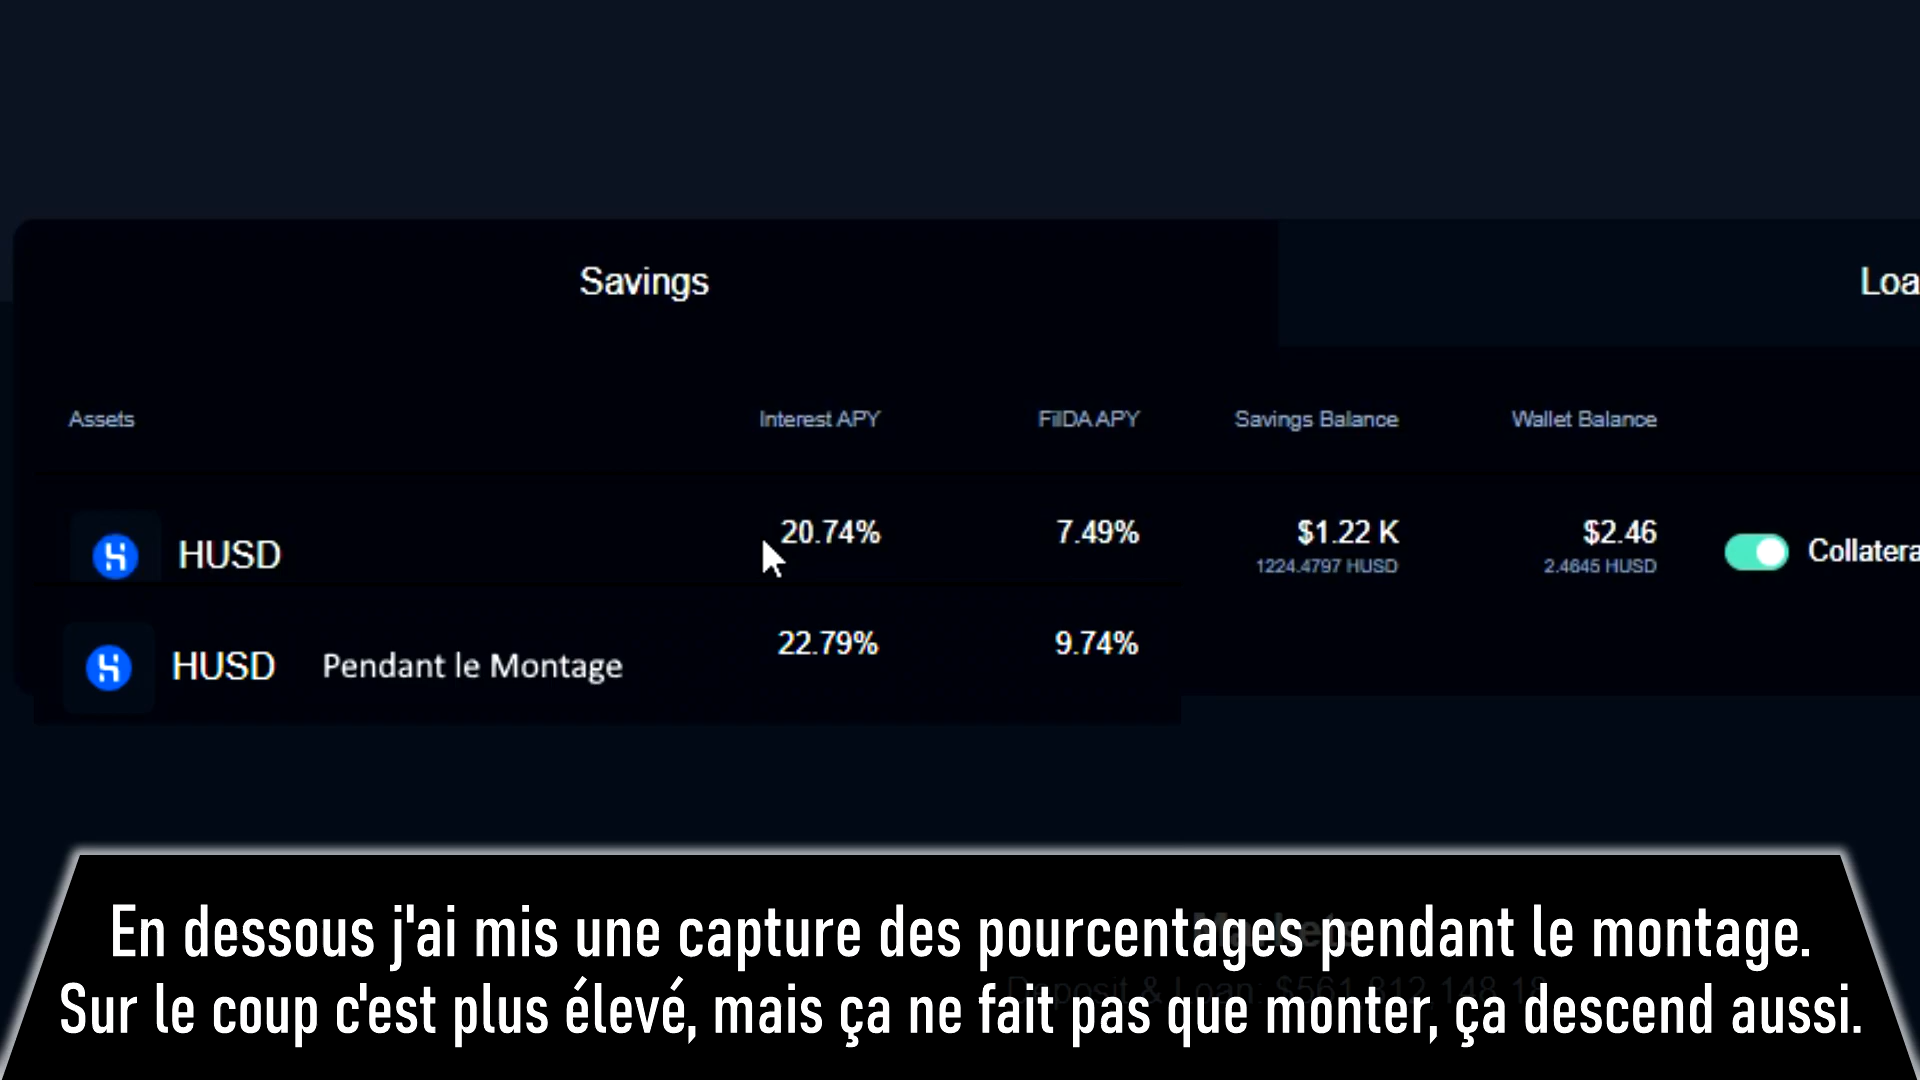 Savings
Loa
Assets Interest APY FilDA APY Savings Balance Wallet Balance
HUSD 20.74% 7.49% $1.22 K $2.46 Collatera
1224.4797 HUSD 2.4645 HUSD
HUSD Pendant le Montage 22.79% 9.74%
En dessous j'ai mis une capture des pourcentages pendant le montage.
Sur le coup c'est plus élevé, mais ça ne fait pas que monter, ça descend aussi.